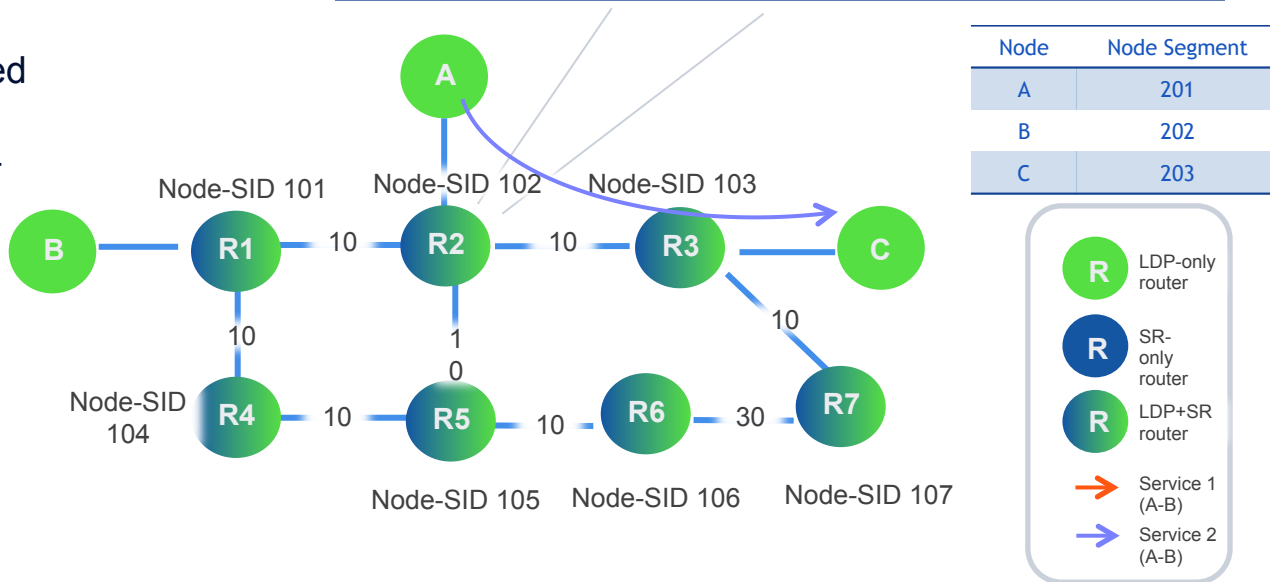 ed
.
A
Node Node Segment
A 201
B 202
C 203
Node-SID 101
Node-SID 102
Node-SID 103
B
R1
10
R2
10
R3
C
10
1
0
10
Node-SID
104
R4
10
R5
10
R6
30
R7
Node-SID 105
Node-SID 106
Node-SID 107
R
LDP-only
router
R
SR-
only
router
R
LDP+SR
router
Service 1
(A-B)
Service 2
(A-B)